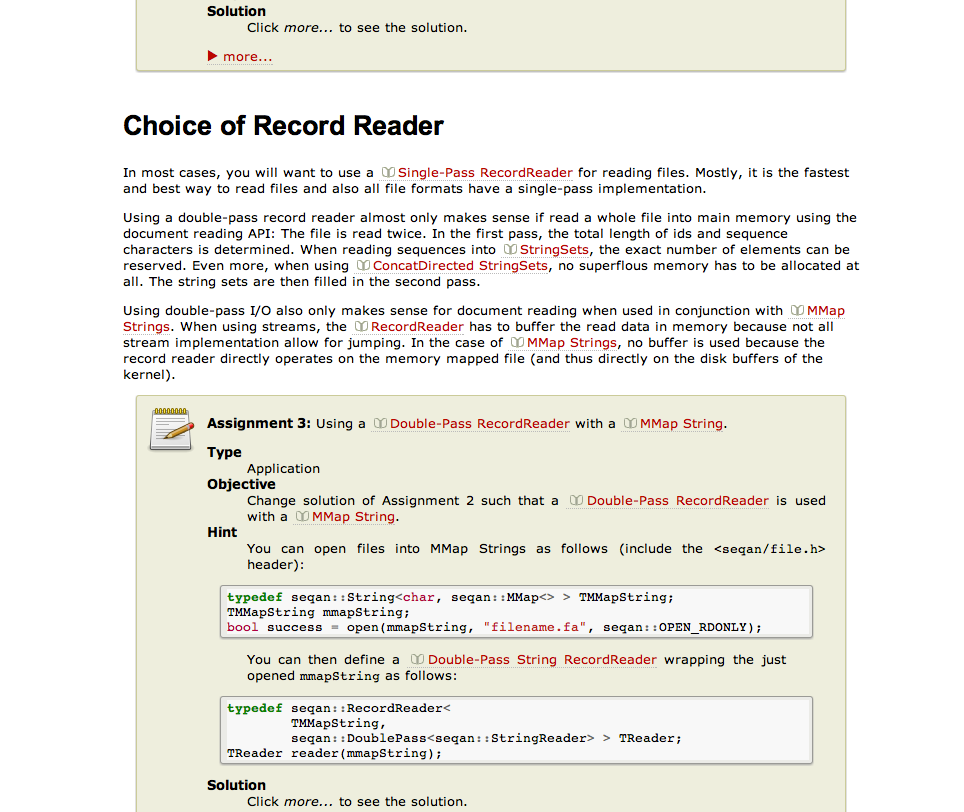 Solution
Click more... to see the solution.
▶ more...
Choice of Record Reader
In most cases, you will want to use a Single-Pass RecordReader for reading files. Mostly, it is the fastest
and best way to read files and also all file formats have a single-pass implementation.
Using a double-pass record reader almost only makes sense if read a whole file into main memory using the
document reading API: The file is read twice. In the first pass, the total length of ids and sequence
characters is determined. When reading sequences into StringSets, the exact number of elements can be
reserved. Even more, when using ConcatDirected StringSets, no superflous memory has to be allocated at
all. The string sets are then filled in the second pass.
Using double-pass I/O also only makes sense for document reading when used in conjunction with MMap
Strings. When using streams, the RecordReader has to buffer the read data in memory because not all
stream implementation allow for jumping. In the case of MMap Strings, no buffer is used because the
record reader directly operates on the memory mapped file (and thus directly on the disk buffers of the
kernel).
Assignment 3: Using a Double-Pass RecordReader with a MMap String.
Type
Application
Objective
Change solution of Assignment 2 such that a Double-Pass RecordReader is used
with a MMap String.
Hint
You can open files into MMap Strings as follows (include the <seqan/file.h>
header):
typedef seqan::String<char, seqan::MMap<> > TMMapString;
TMMapString mmapString;
bool success = open(mmapString, "filename.fa", seqan::OPEN_RDONLY);
You can then define a Double-Pass String RecordReader wrapping the just
opened mmapString as follows:
typedef seqan::RecordReader<
TMMapString,
seqan::DoublePass<seqan::StringReader> > TReader;
TReader reader(mmapString);
Solution
Click more... to see the solution.